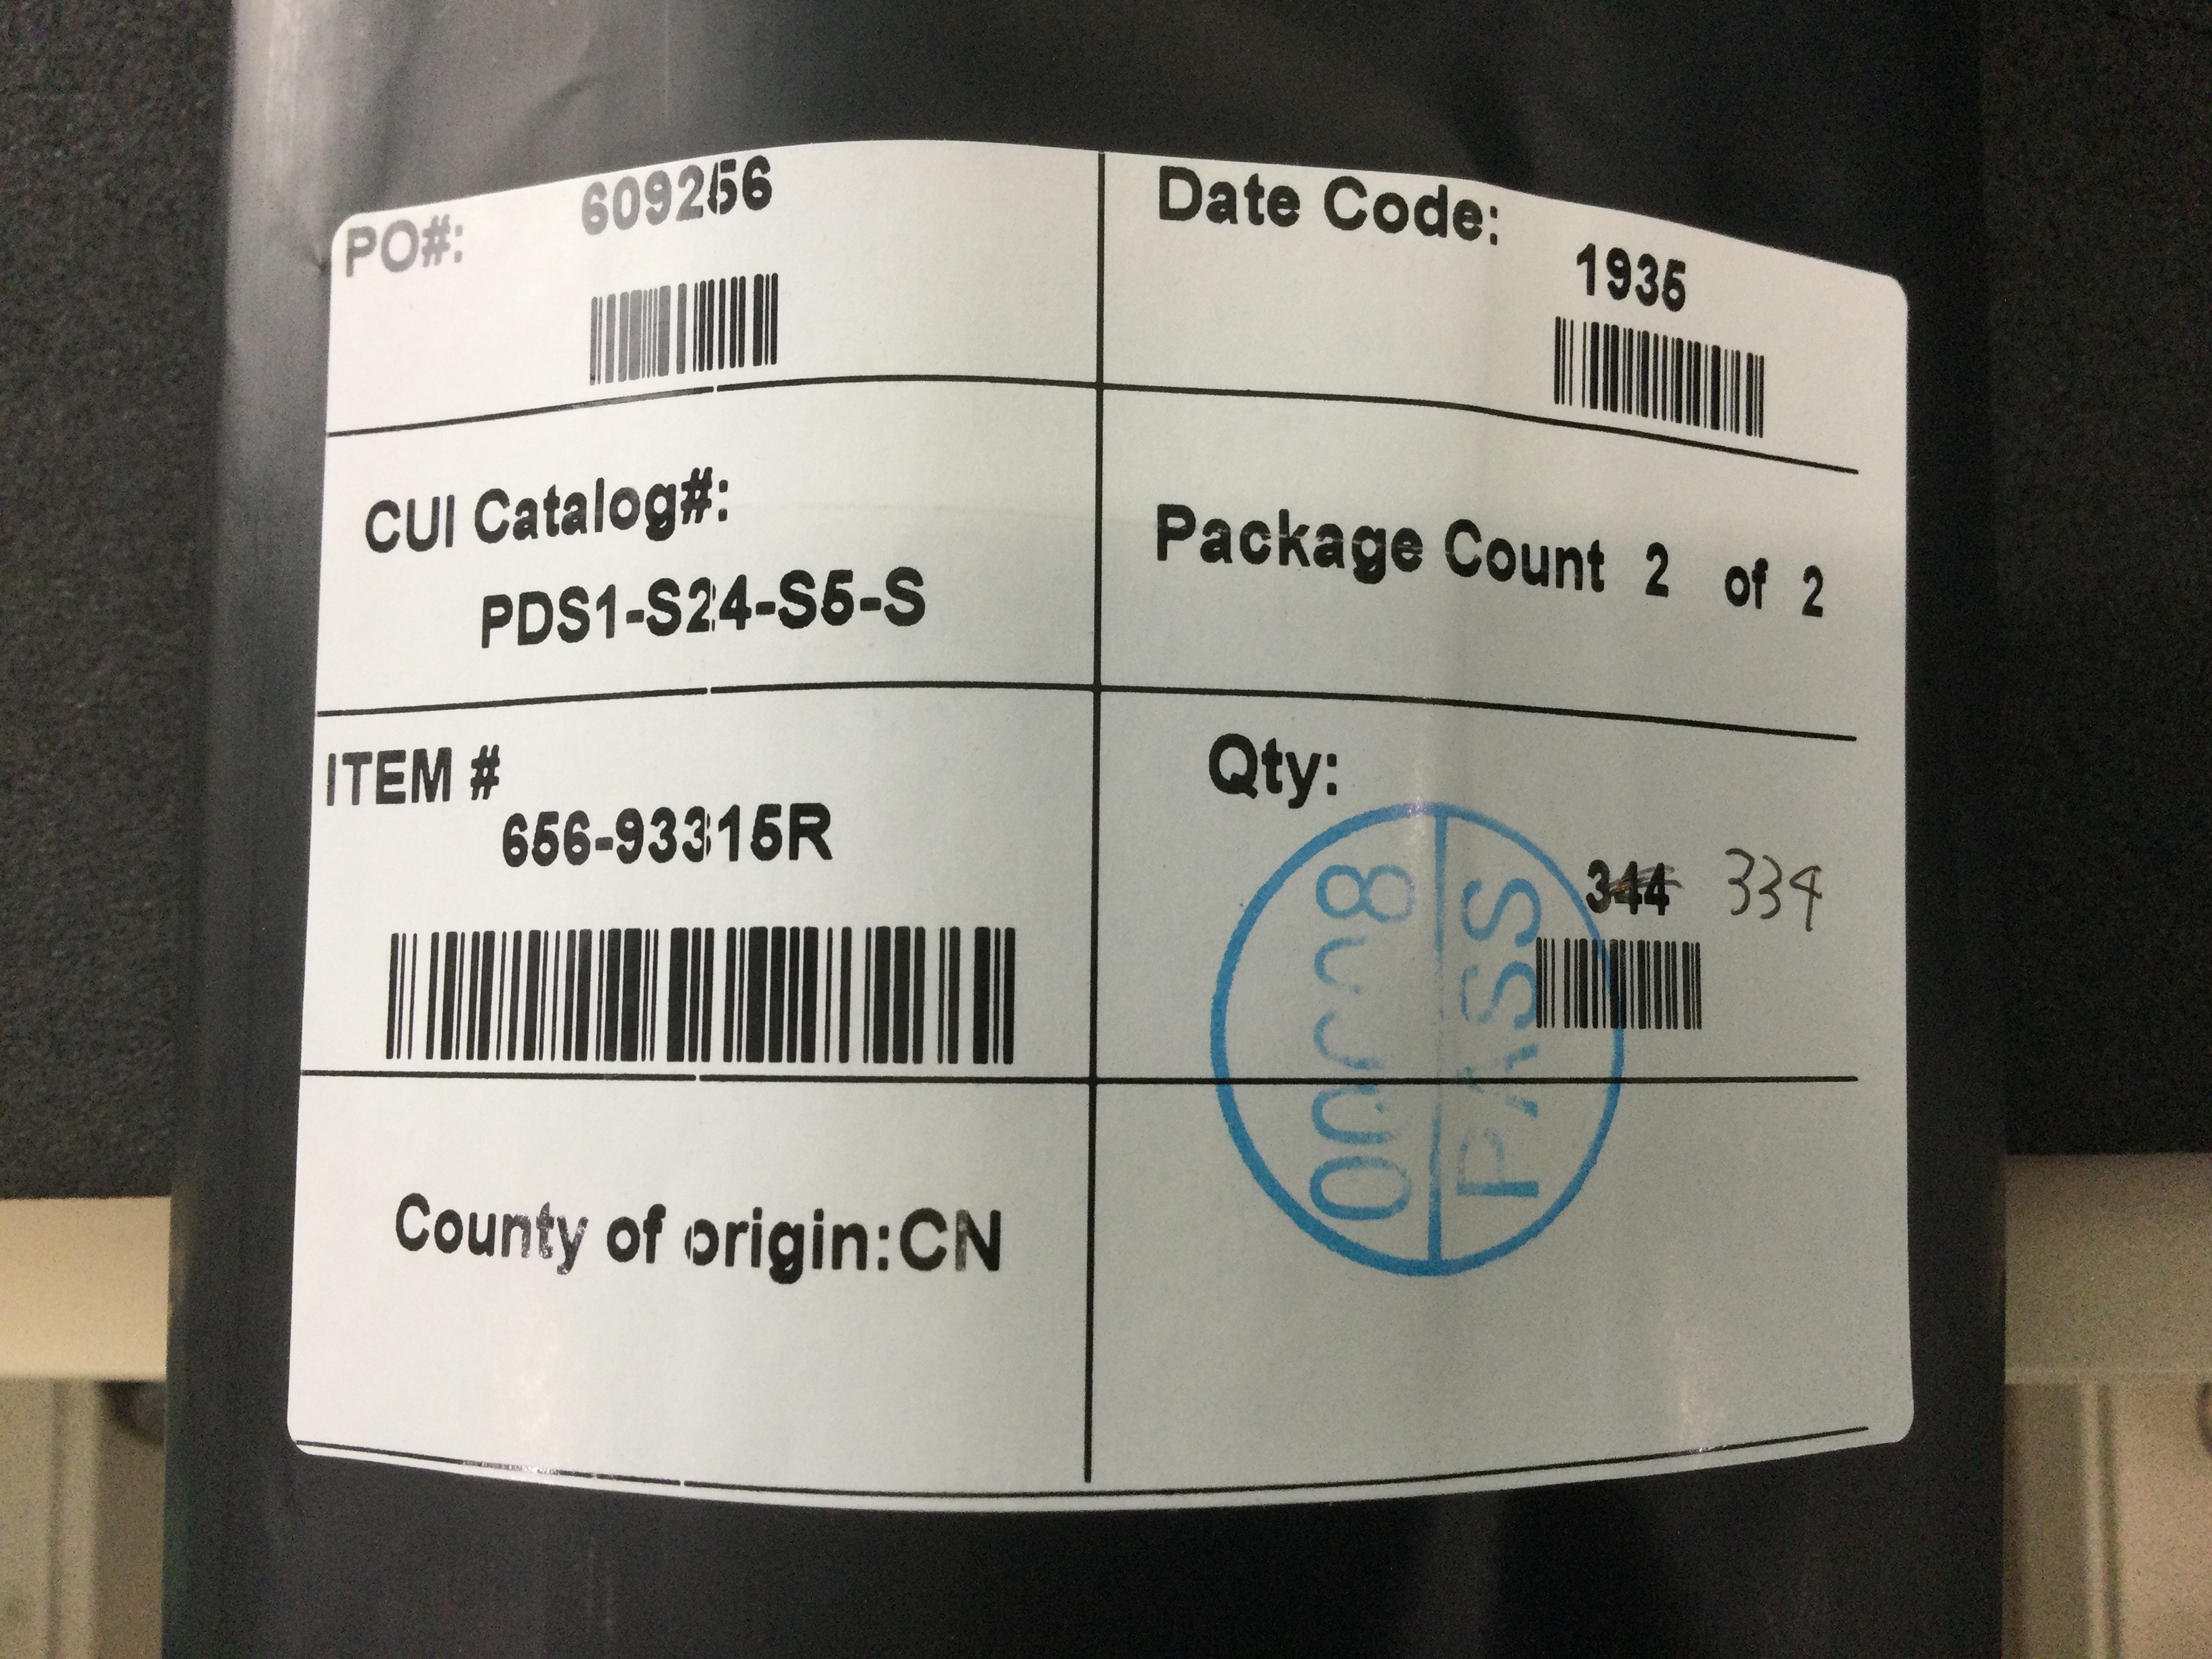 PO#: 609256
Date Code:
1935
CUI Catalog#:
PDS1-S24-S5-S
Package Count 2 of 2
ITEM #
656-93315R
Qty:
344 334
PASS
County of origin:CN